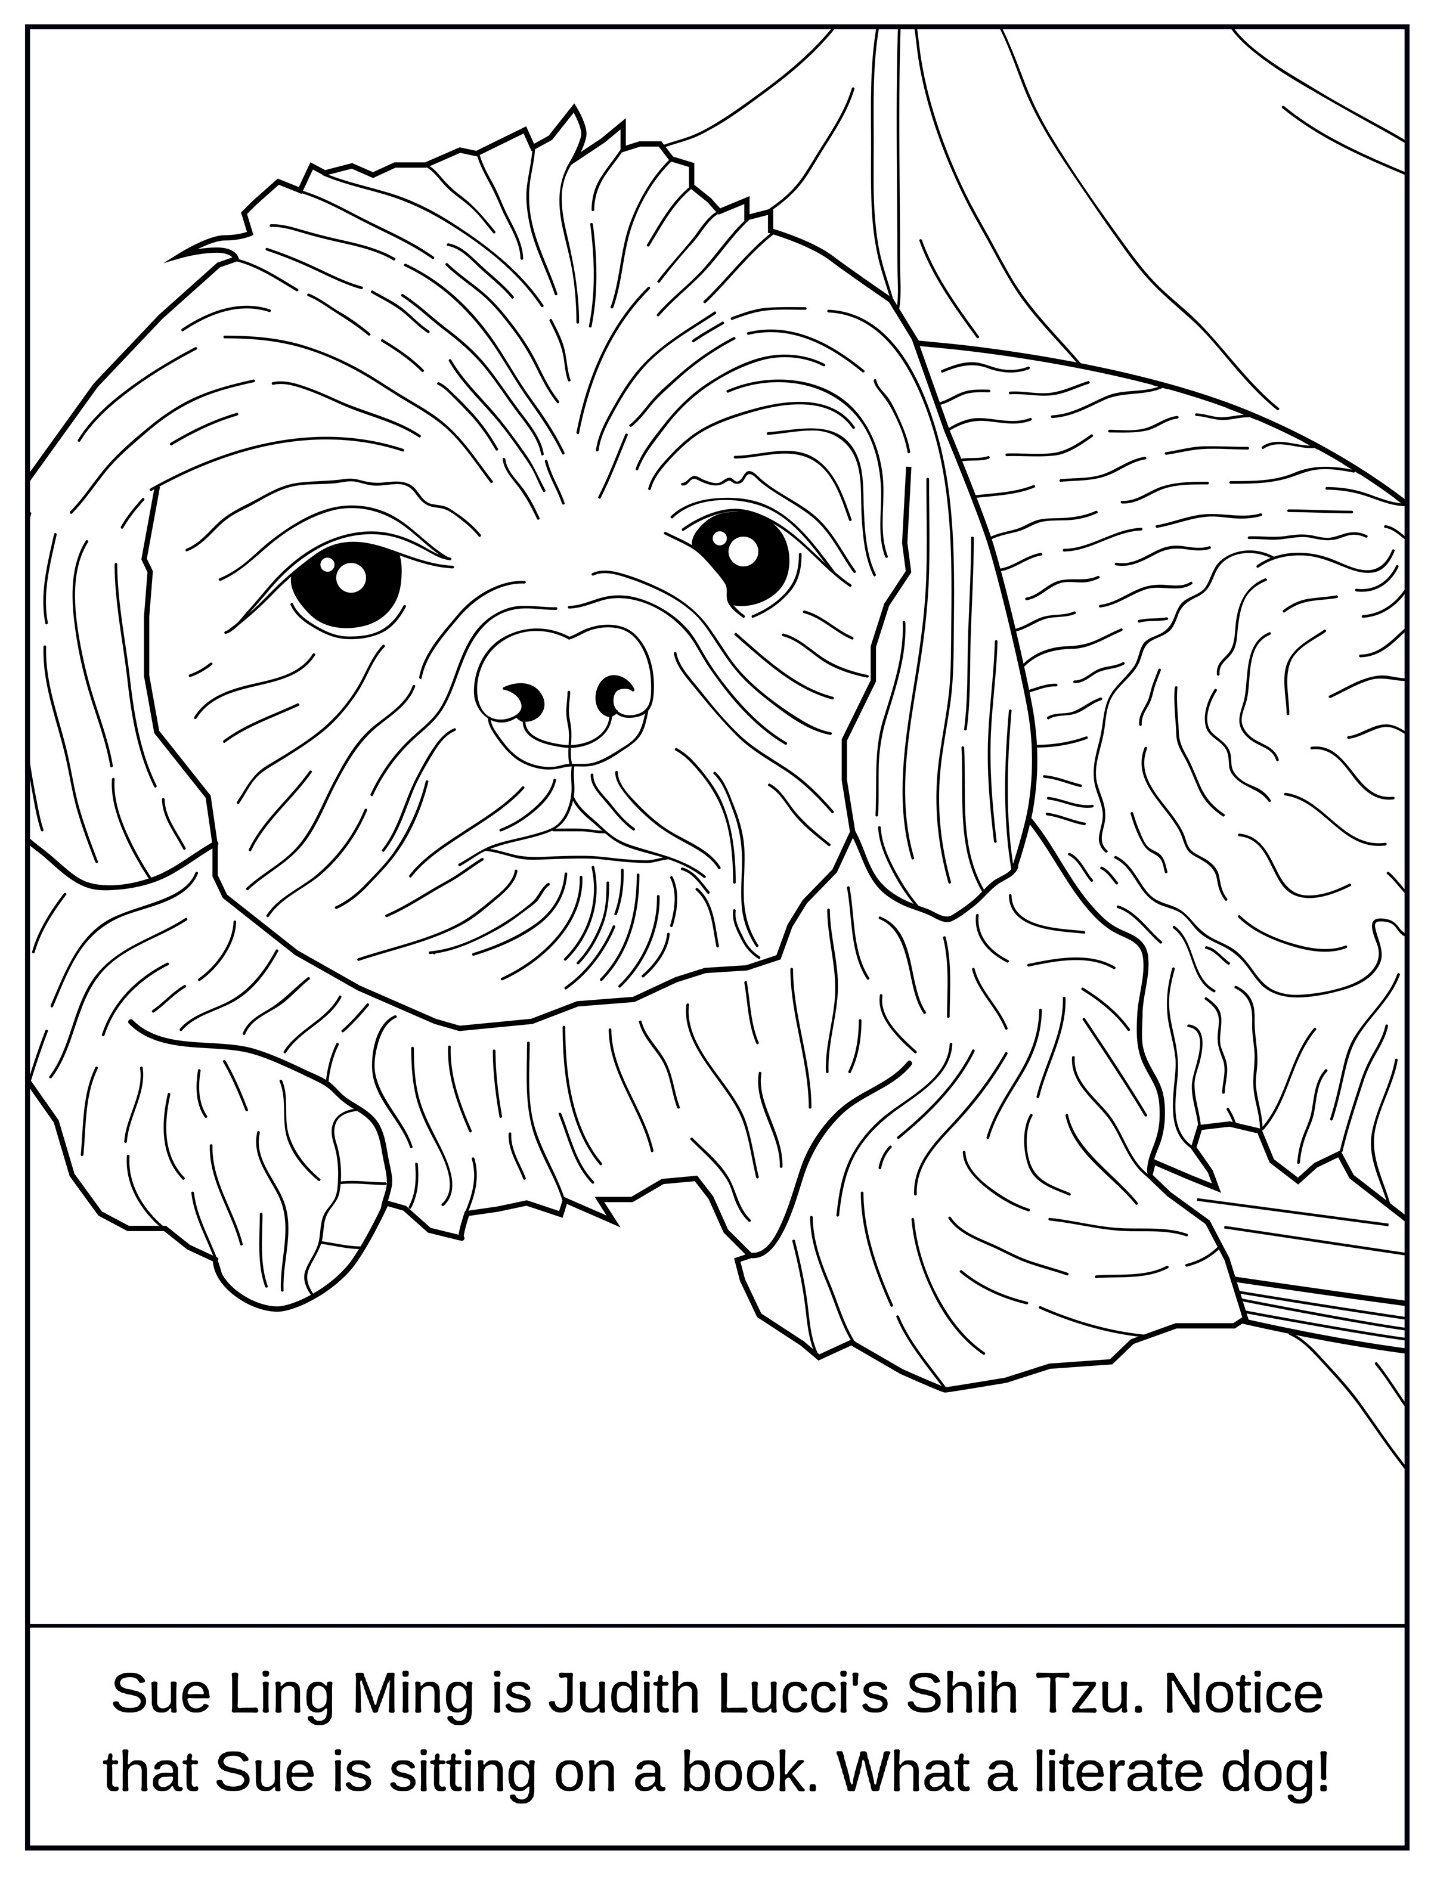 Sue Ling Ming is Judith Lucci's Shih Tzu. Notice
that Sue is sitting on a book. What a literate dog!